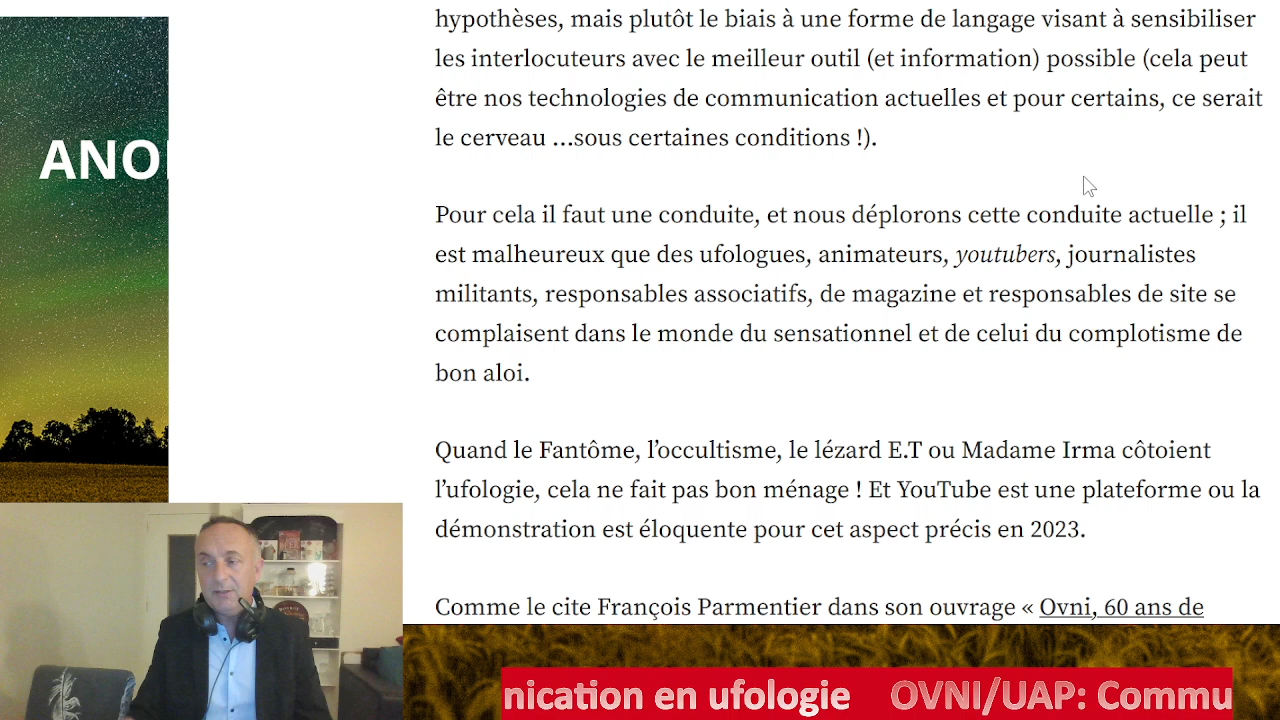 hypothèses, mais plutôt le biais à une forme de langage visant à sensibiliser
les interlocuteurs avec le meilleur outil (et information) possible (cela peut
être nos technologies de communication actuelles et pour certains, ce serait
le cerveau ...sous certaines conditions !).
Pour cela il faut une conduite, et nous déplorons cette conduite actuelle ; il
est malheureux que des ufologues, animateurs, youtubers, journalistes
militants, responsables associatifs, de magazine et responsables de site se
complaisent dans le monde du sensationnel et de celui du complotisme de
bon aloi.
Quand le Fantôme, l’occultisme, le lézard E.T ou Madame Irma côtoient
l’ufologie, cela ne fait pas bon ménage ! Et YouTube est une plateforme ou la
démonstration est éloquente pour cet aspect précis en 2023.
Comme le cite François Parmentier dans son ouvrage « Ovni, 60 ans de
ANO
nication en ufologie OVNI/UAP: Commu